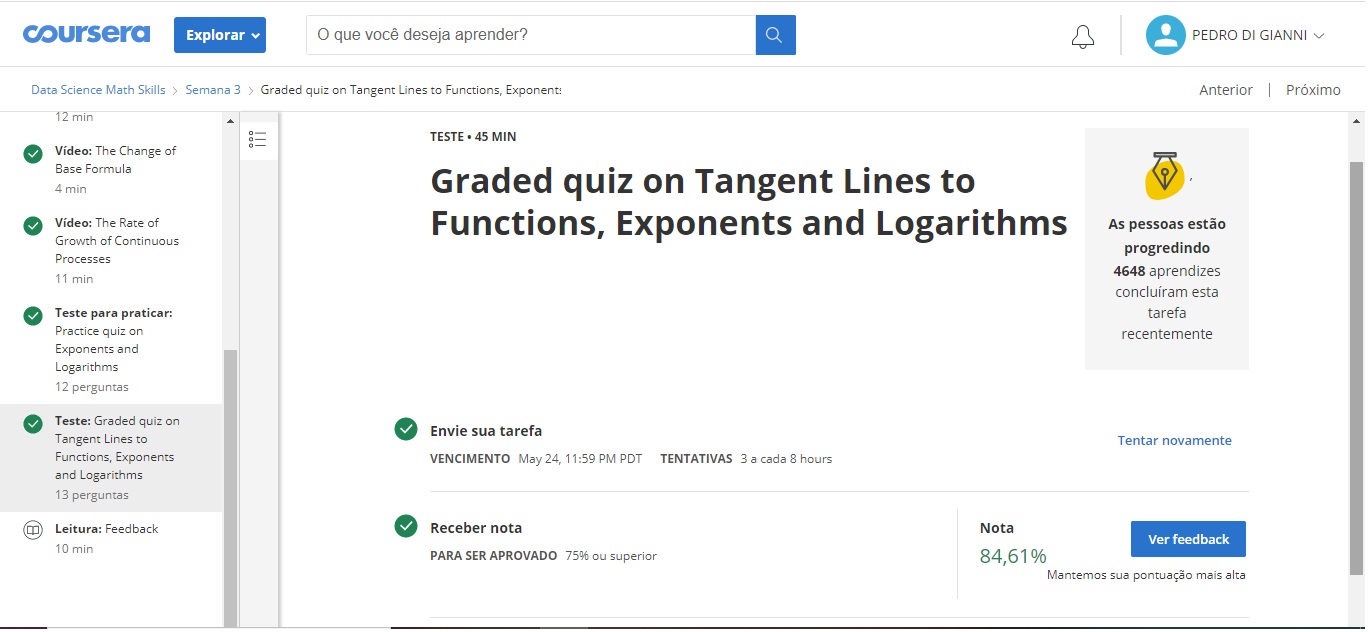 coursera
Explorar
O que você deseja aprender?
PEDRO DI GIANNI
Data Science Math Skills
Semana 3
Graded quiz on Tangent Lines to Functions, Exponents
Anterior
Próximo
12 min
Vídeo: The Change of
Base Formula
4 min
Vídeo: The Rate of
Growth of Continuous
Processes
11 min
Teste para praticar:
Practice quiz on
Exponents and
Logarithms
12 perguntas
Teste: Graded quiz on
Tangent Lines to
Functions, Exponents
and Logarithms
13 perguntas
Leitura: Feedback
10 min
TESTE • 45 MIN
Graded quiz on Tangent Lines to
Functions, Exponents and Logarithms
,
As pessoas estão
progredindo
4648 aprendizes
concluíram esta
tarefa
recentemente
Envie sua tarefa
VENCIMENTO May 24, 11:59 PM PDT TENTATIVAS 3 a cada 8 hours
Tentar novamente
Receber nota
PARA SER APROVADO 75% ou superior
Nota
84,61%
Ver feedback
Mantemos sua pontuação mais alta